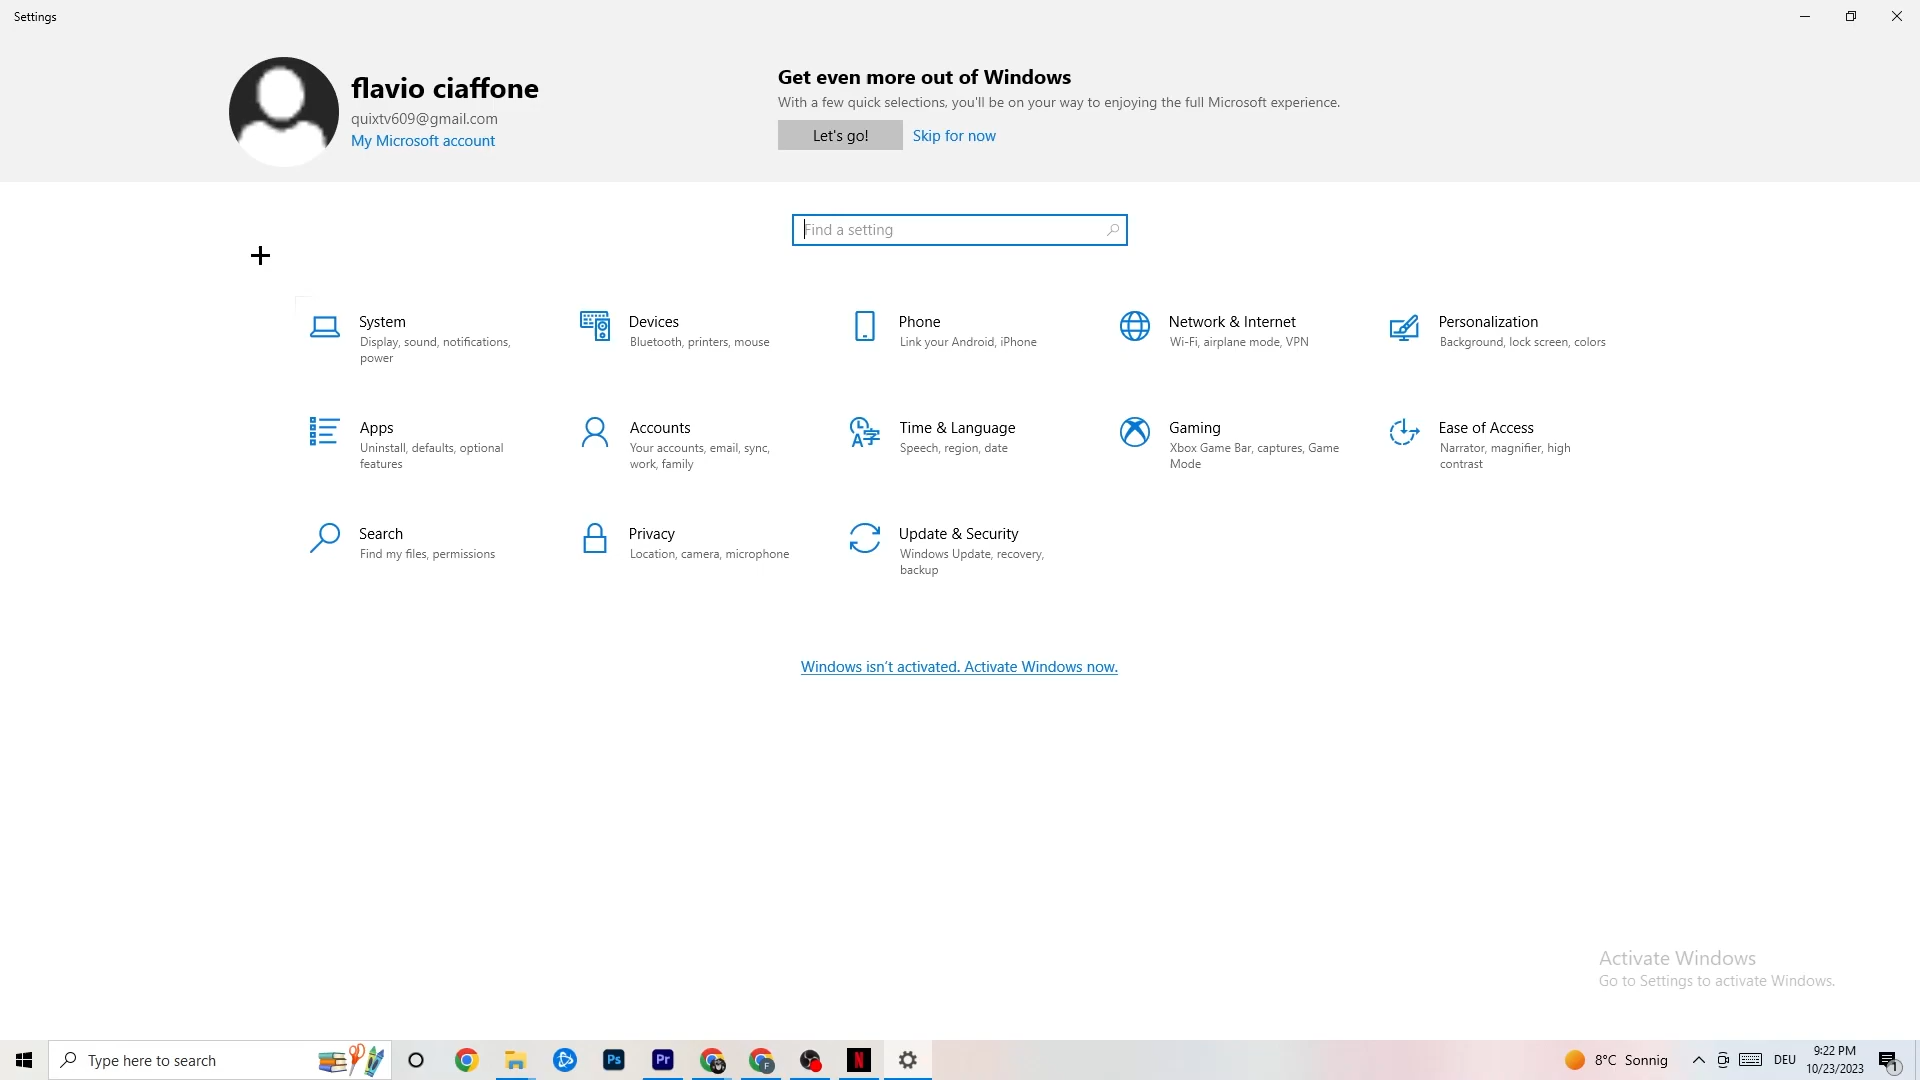 Settings
flavio ciaffone
quixtv609@gmail.com
My Microsoft account
Get even more out of Windows
With a few quick selections, you'll be on your way to enjoying the full Microsoft experience.
Let's go!
Skip for now
Find a setting
System
Display, sound, notifications,
power
Devices
Bluetooth, printers, mouse
Phone
Link your Android, iPhone
Network & Internet
Wi-Fi, airplane mode, VPN
Personalization
Background, lock screen, colors
Apps
Uninstall, defaults, optional
features
Accounts
Your accounts, email, sync,
work, family
Time & Language
Speech, region, date
Gaming
Xbox Game Bar, captures, Game
Mode
Ease of Access
Narrator, magnifier, high
contrast
Search
Find my files, permissions
Privacy
Location, camera, microphone
Update & Security
Windows Update, recovery,
backup
Windows isn't activated. Activate Windows now.
Activate Windows
Go to Settings to activate Windows.
Type here to search
Ps
Pr
F
N
8°C Sonnig
DEU
9:22 PM
10/23/2023
1